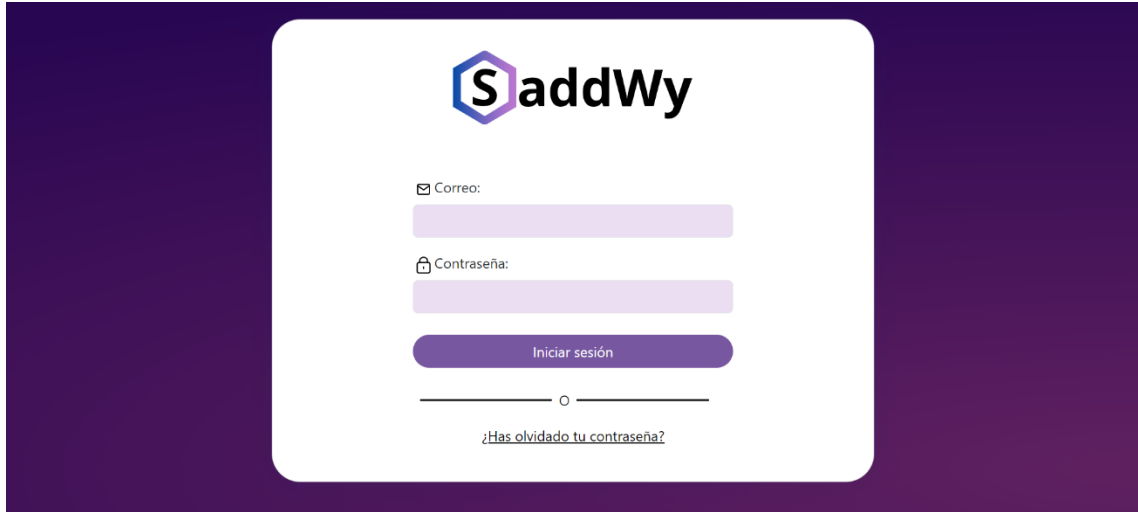 SaddWy
Correo:
Contraseña:
Iniciar sesión
O
¿Has olvidado tu contraseña?